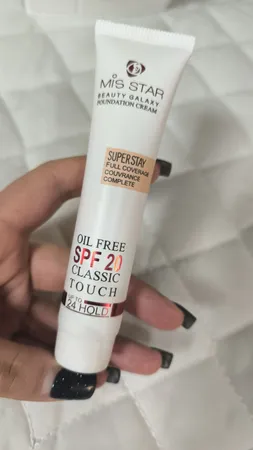 MiS STAR
BEAUTY GALAXY
FOUNDATION CREAM
SUPERSTAY
FULL COVERAGE
COUVRANCE
COMPLETE
OIL FREE
SPF 20
CLASSIC
TOUCH
UP TO
24 HOLD